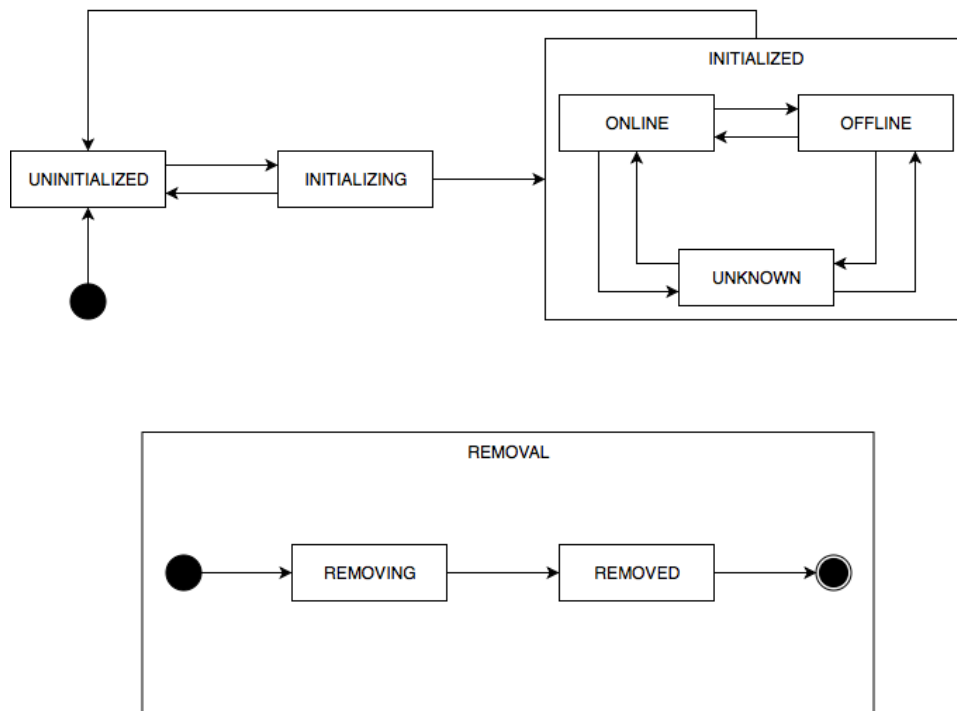 INITIALIZED
ONLINE
OFFLINE
UNINITIALIZED
INITIALIZING
UNKNOWN
REMOVAL
REMOVING
REMOVED